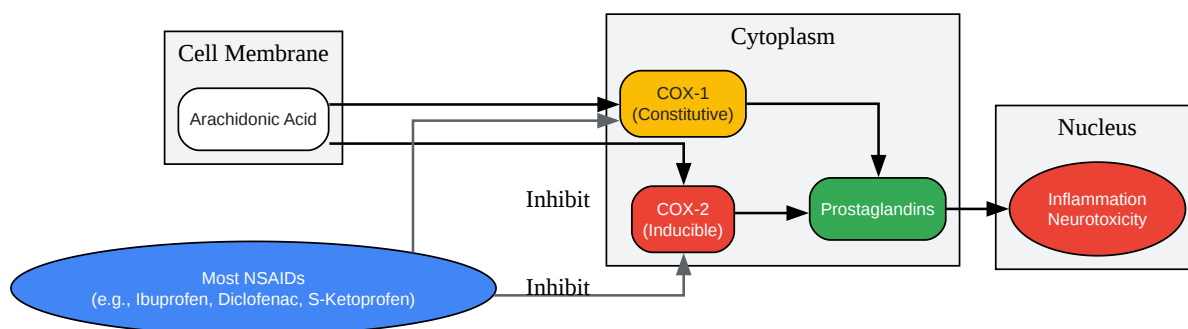 Cell Membrane
Arachidonic Acid
Cytoplasm
COX-1
(Constitutive)
COX-2
(Inducible)
Prostaglandins
Nucleus
Inflammation
Neurotoxicity
Inhibit
Inhibit
Most NSAIDs
(e.g., Ibuprofen, Diclofenac, S-Ketoprofen)